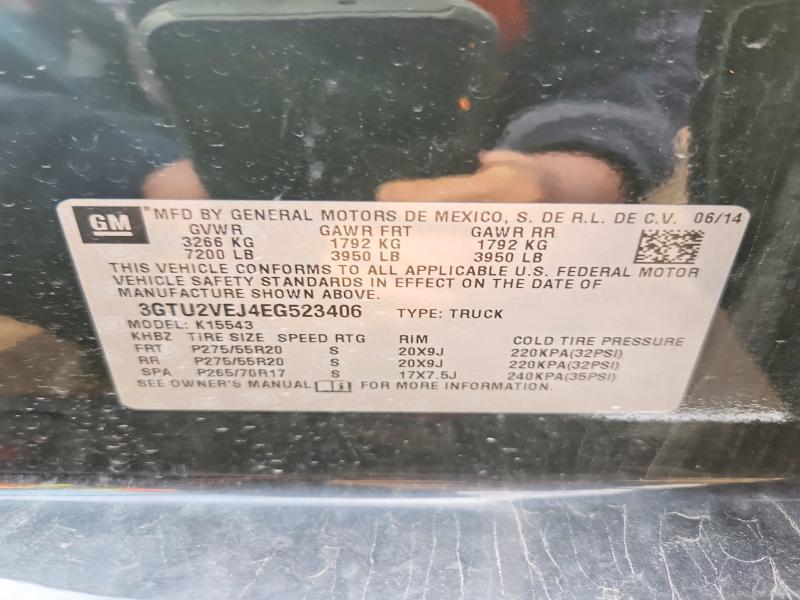 GM
MFD BY GENERAL MOTORS DE MEXICO, S. DE R.L. DE C.V. 06/14
GVWR GAWR FRT GAWR RR
3266 KG 1792 KG 1792 KG
7200 LB 3950 LB 3950 LB
THIS VEHICLE CONFORMS TO ALL APPLICABLE U.S. FEDERAL MOTOR
VEHICLE SAFETY STANDARDS IN EFFECT ON THE DATE OF
MANUFACTURE SHOWN ABOVE.
3GTU2VEJ4EG523406 TYPE: TRUCK
MODEL: K15543
KHBZ TIRE SIZE SPEED RTG RIM COLD TIRE PRESSURE
FRT P275/55R20 S 20X9J 220KPA(32PSI)
RR P275/55R20 S 20X9J 220KPA(32PSI)
SPA P265/70R17 S 17X7.5J 240KPA(35PSI)
SEE OWNER'S MANUAL FOR MORE INFORMATION.